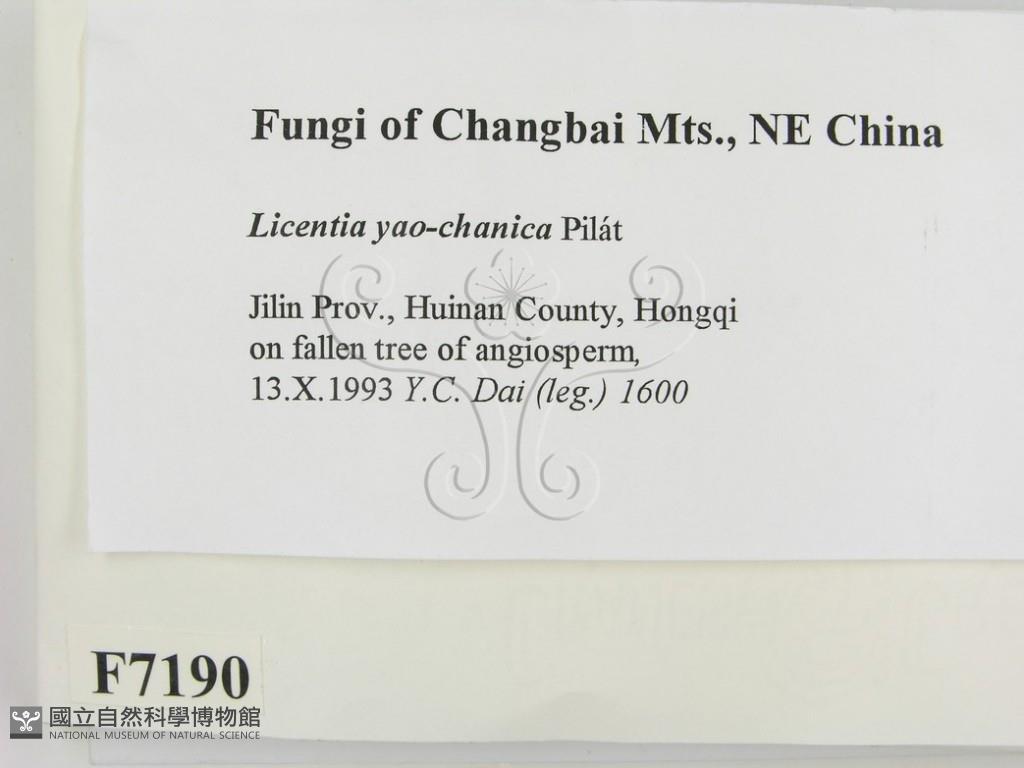 Fungi of Changbai Mts., NE China
Licentia yao-chanica Pilát
Jilin Prov., Huinan County, Hongqi
on fallen tree of angiosperm,
13.X.1993 Y.C. Dai (leg.) 1600
F7190
國立自然科學博物館
NATIONAL MUSEUM OF NATURAL SCIENCE